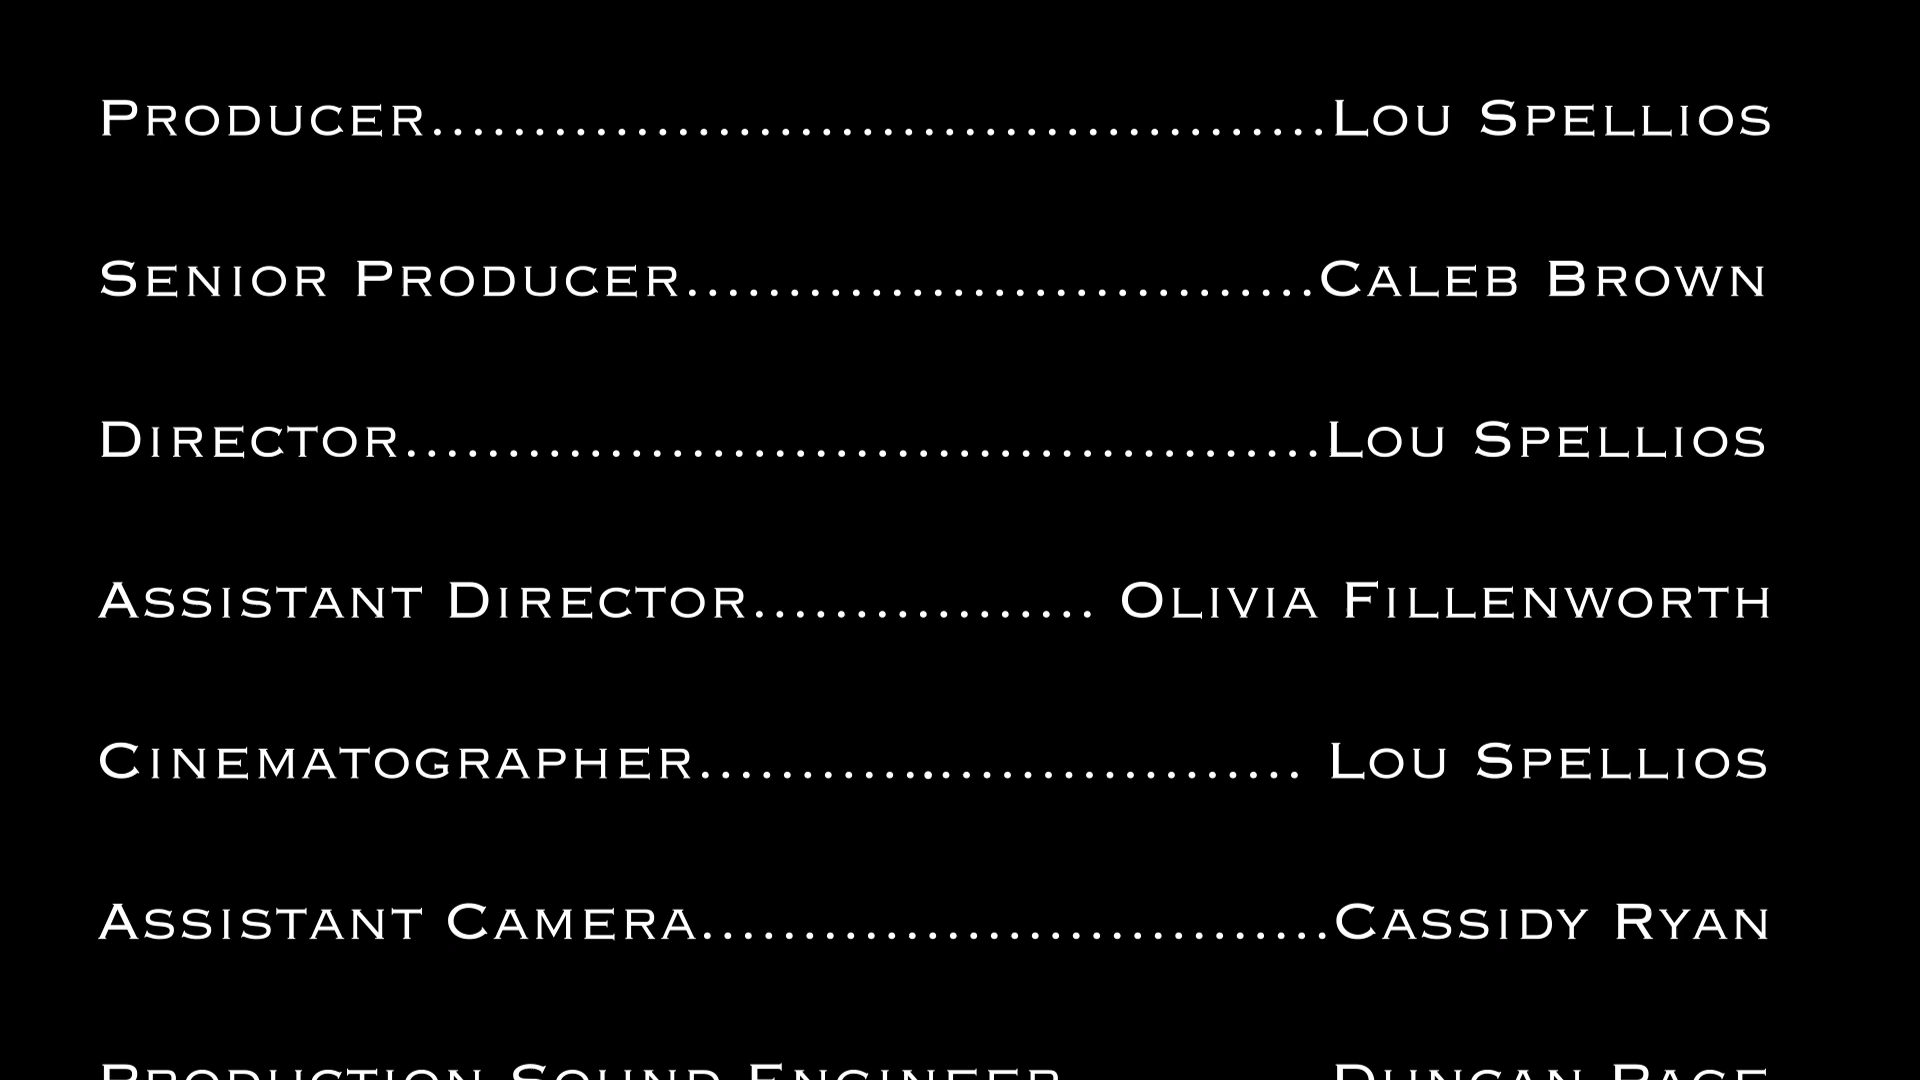 Producer............................................Lou Spellios
Senior Producer...............................Caleb Brown
Director.............................................Lou Spellios
Assistant Director................. Olivia Fillenworth
Cinematographer.............................. Lou Spellios
Assistant Camera...............................Cassidy Ryan
Production Sound Engineer Duncan